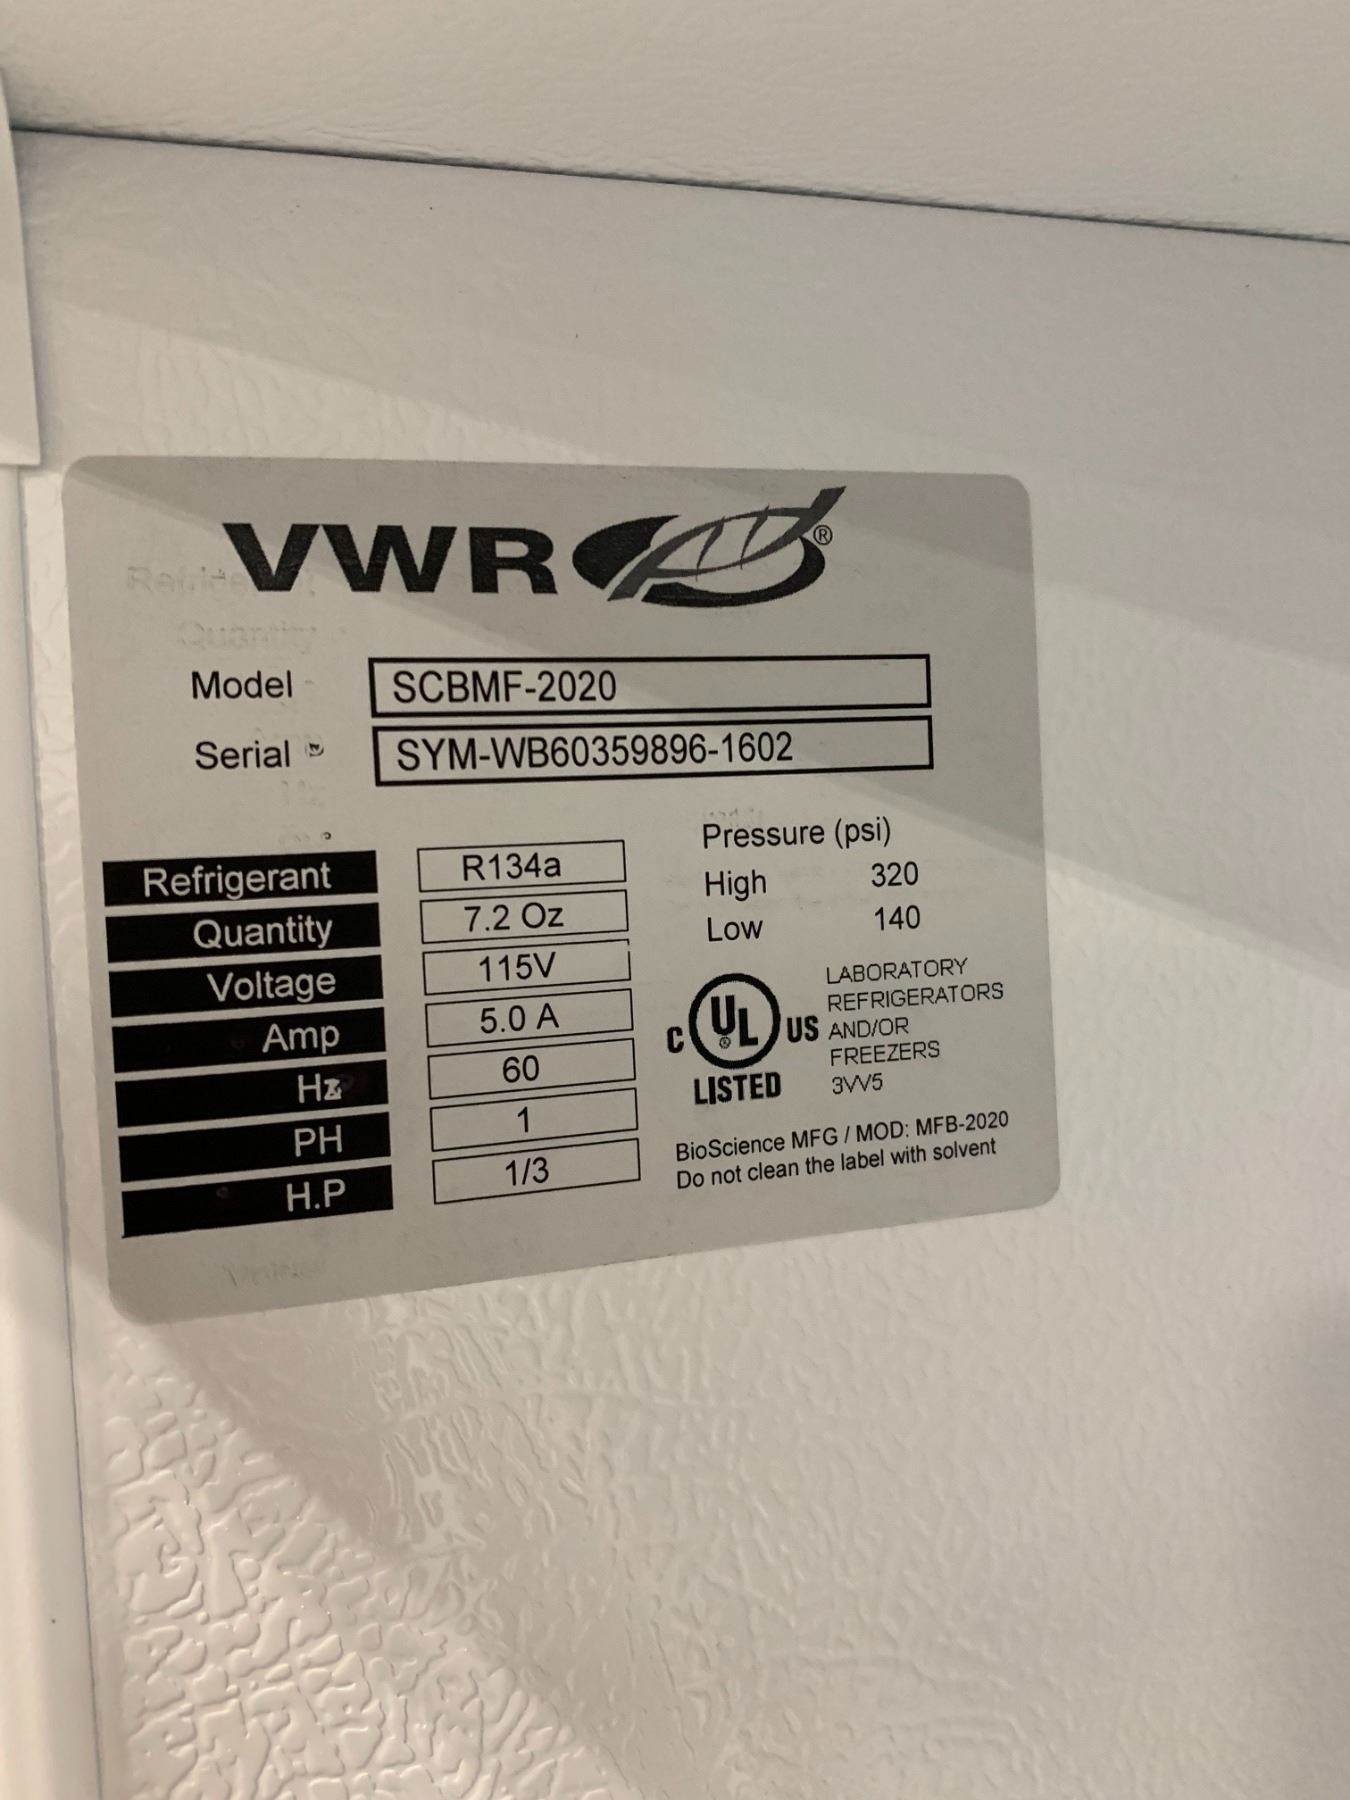 VWR®
Model SCBMF-2020
Serial SYM-WB60359896-1602
Refrigerant R134a
Quantity 7.2 Oz
Voltage 115V
Amp 5.0 A
Hz 60
PH 1
H.P 1/3
Pressure (psi)
High 320
Low 140
C UL® US
LISTED
LABORATORY
REFRIGERATORS
AND/OR
FREEZERS
3VV5
BioScience MFG / MOD: MFB-2020
Do not clean the label with solvent